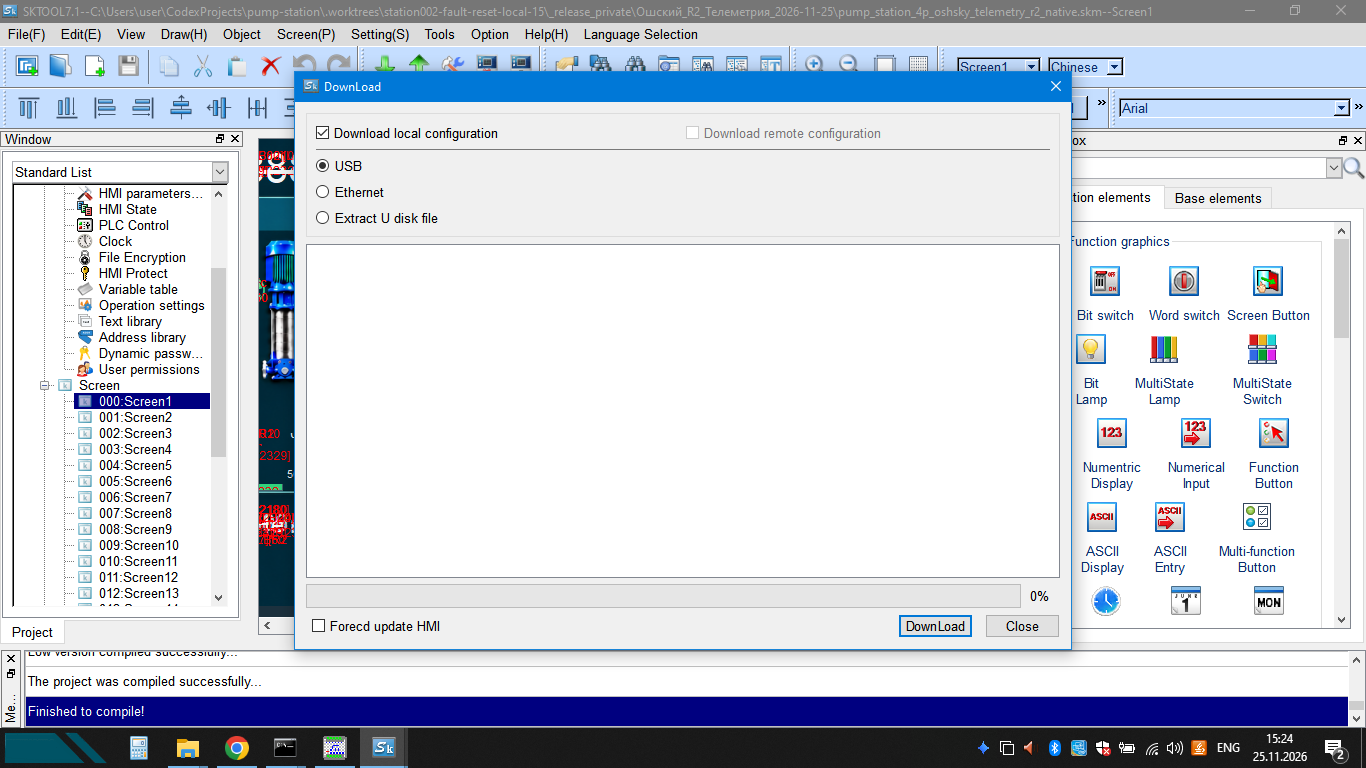 SKTOOL7.1--C:\Users\user\CodexProjects\pump-station\.worktrees\station002-fault-reset-local-15\_release_private\Ошский_R2_Телеметрия_2026-11-25\pump_station_4p_oshsky_telemetry_r2_native.skm--Screen1
File(F) Edit(E) View Draw(H) Object Screen(P) Setting(S) Tools Option Help(H) Language Selection
Screen1 Chinese
Arial
Window
Standard List
HMI parameters...
HMI State
PLC Control
Clock
File Encryption
HMI Protect
Variable table
Operation settings
Text library
Address library
Dynamic passw...
User permissions
Screen
000:Screen1
001:Screen2
002:Screen3
003:Screen4
004:Screen5
005:Screen6
006:Screen7
007:Screen8
008:Screen9
009:Screen10
010:Screen11
011:Screen12
012:Screen13
Project
DownLoad
Download local configuration Download remote configuration
USB
Ethernet
Extract U disk file
0%
Forecd update HMI
DownLoad Close
Base elements
Function graphics
Bit switch Word switch Screen Button
Bit Lamp
MultiState Lamp
MultiState Switch
Numentric Display
Numerical Input
Function Button
ASCII Display
ASCII Entry
Multi-function Button
Low version compiled successfully...
The project was compiled successfully...
Finished to compile!
Me...
ENG
15:24
25.11.2026
2